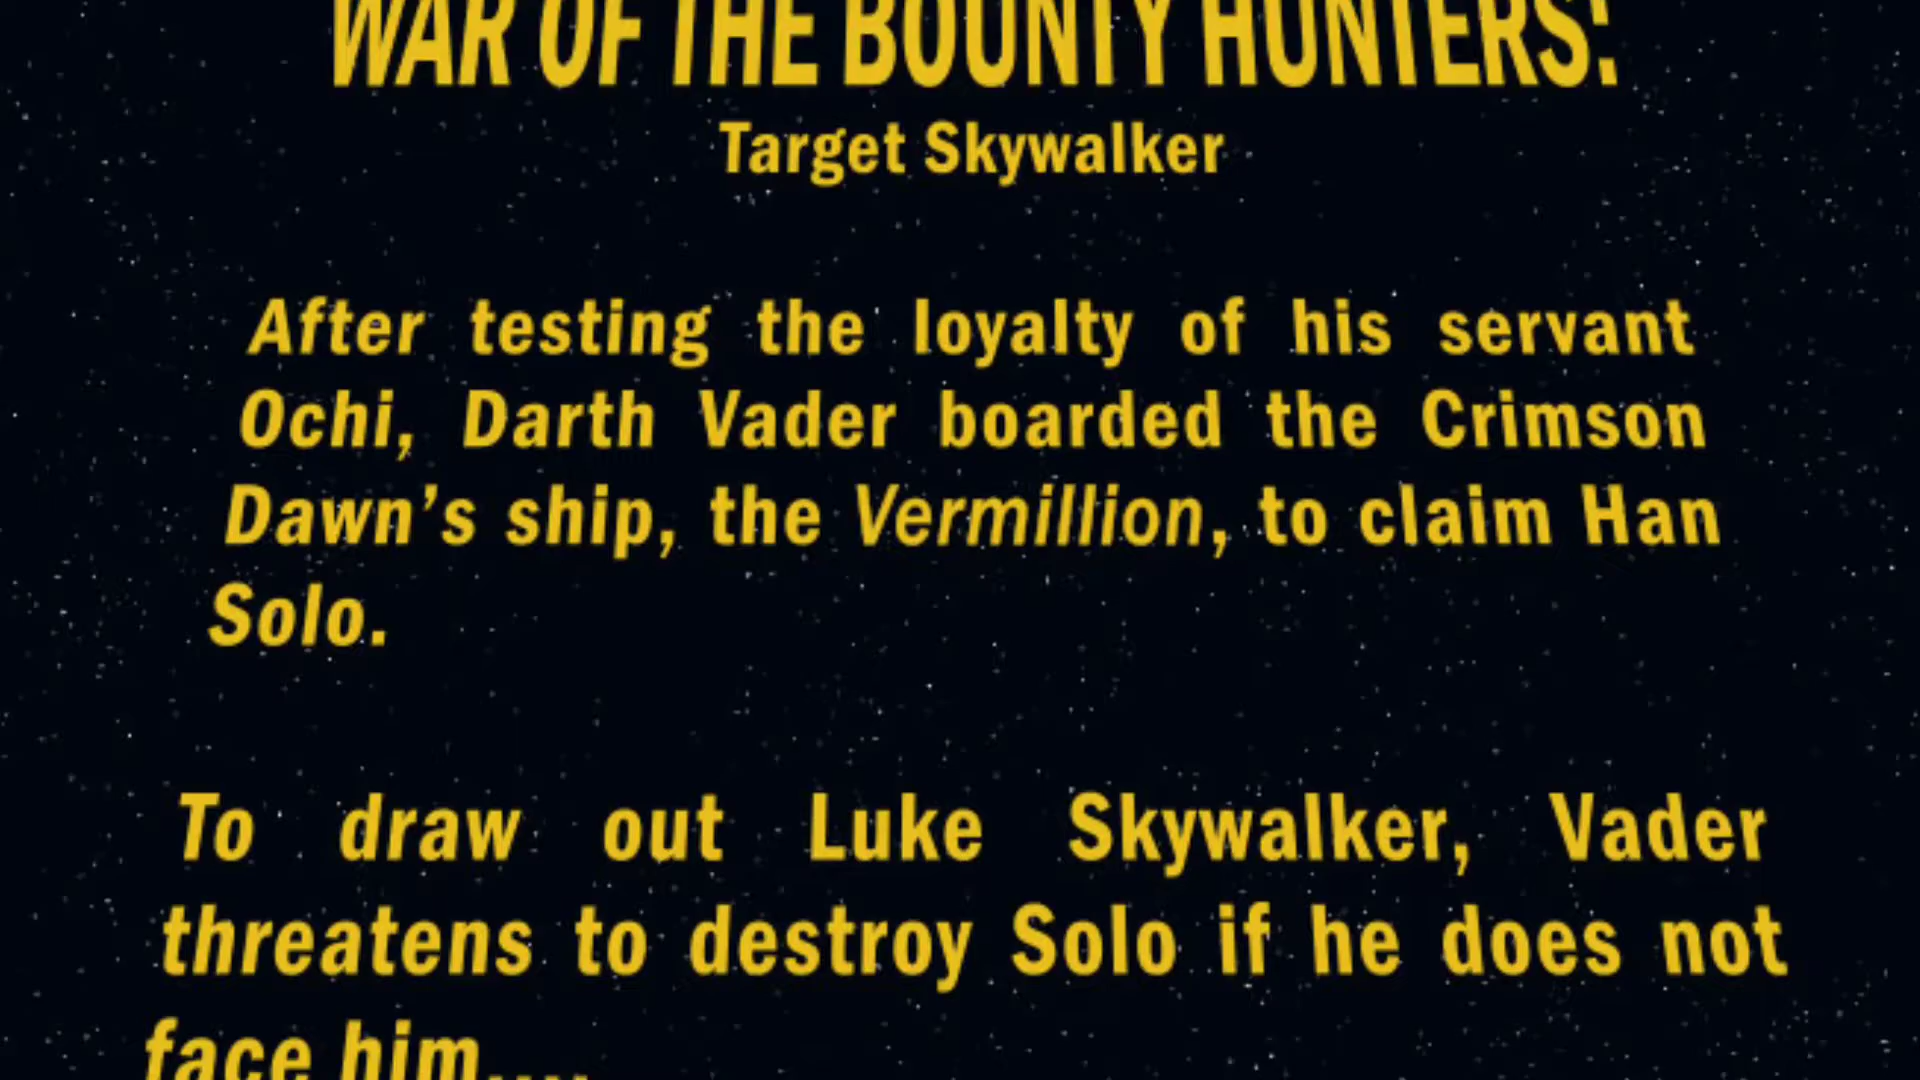 WAR OF THE BOUNTY HUNTERS:
Target Skywalker
After testing the loyalty of his servant
Ochi, Darth Vader boarded the Crimson
Dawn’s ship, the Vermillion, to claim Han
Solo.
To draw out Luke Skywalker, Vader
threatens to destroy Solo if he does not
face him....